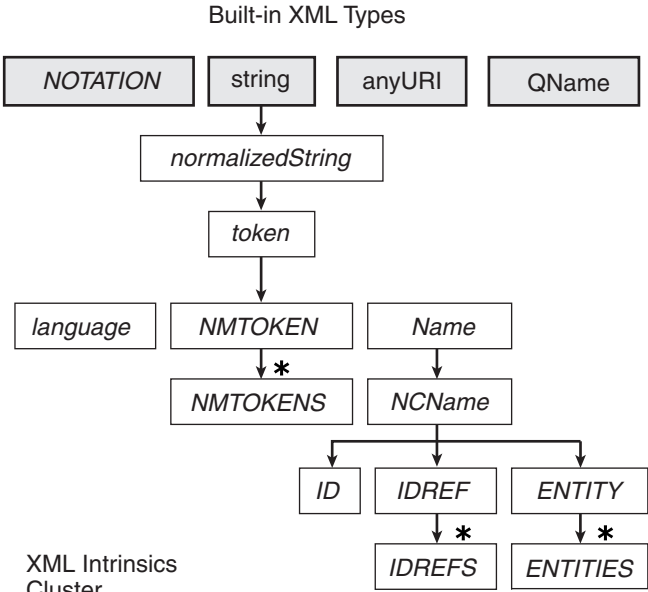 Built-in XML Types
NOTATION string anyURI QName
normalizedString
token
language NMTOKEN Name
*
NMTOKENS NCName
ID IDREF ENTITY
* *
IDREFS ENTITIES
XML Intrinsics
Cluster